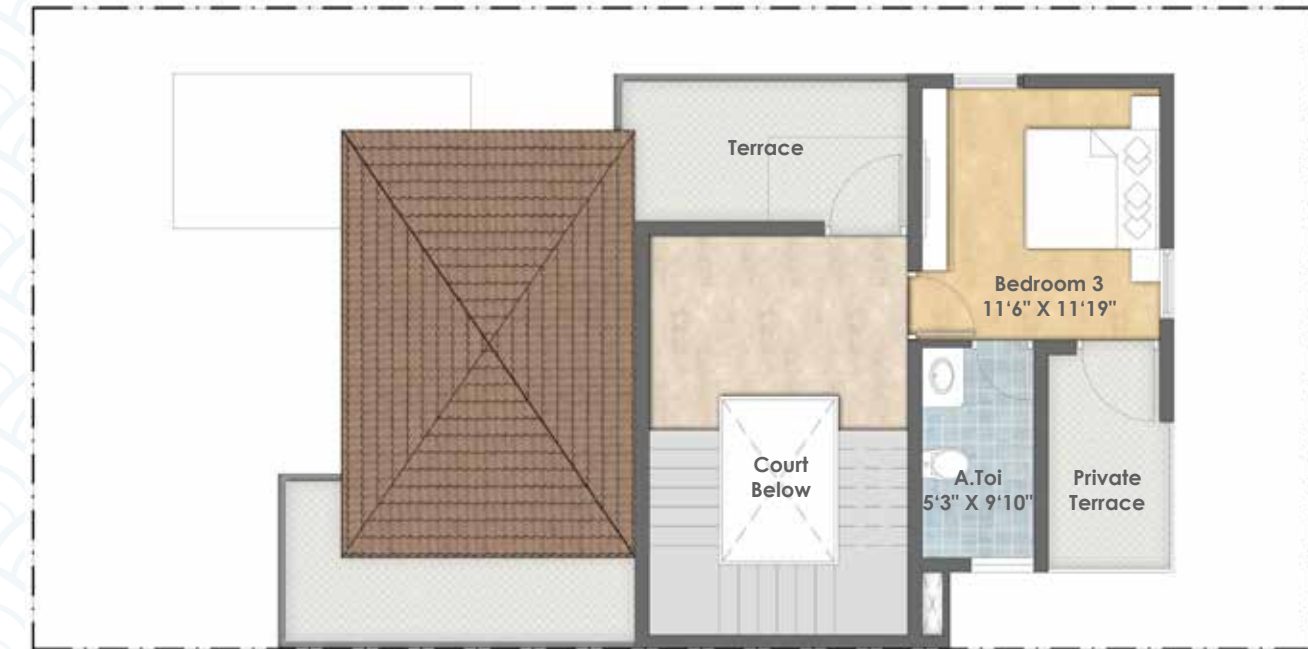 Terrace
Bedroom 3
11‘6" X 11‘19"
Court
Below
A.Toi
5‘3" X 9‘10"
Private
Terrace